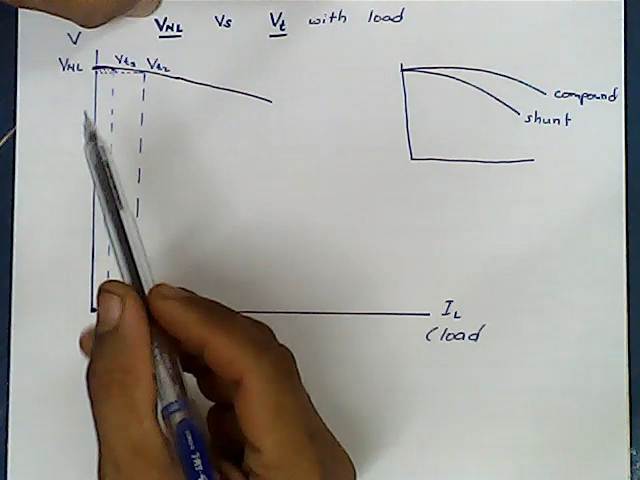 VNL Vs Vt with load
V
VNL Vt1 Vt2
compound
shunt
IL
(load